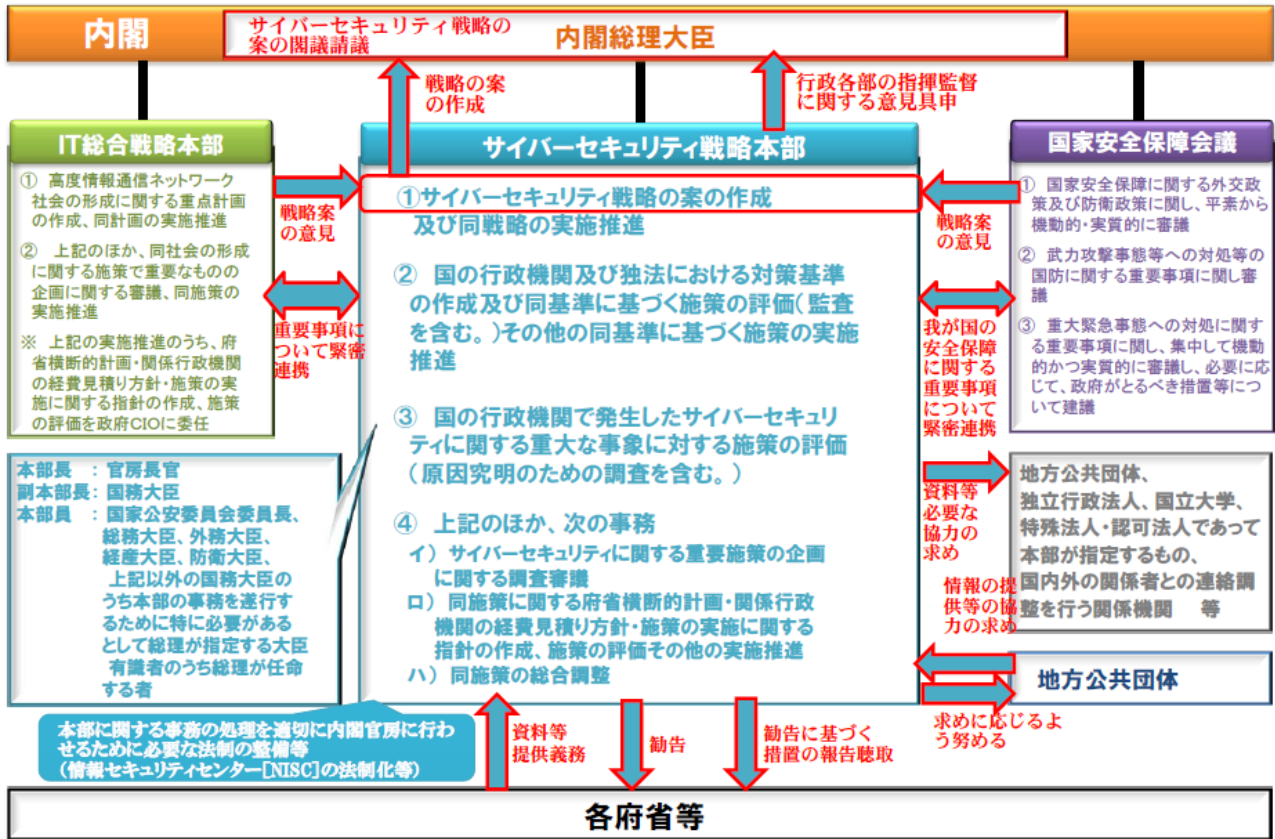 内閣
サイバーセキュリティ戦略の
案の閣議請議
内閣総理大臣
戦略の案
の作成
行政各部の指揮監督
に関する意見具申
IT総合戦略本部
① 高度情報通信ネットワーク
社会の形成に関する重点計画
の作成、同計画の実施推進
② 上記のほか、同社会の形成
に関する施策で重要なものの
企画に関する審議、同施策の
実施推進
※ 上記の実施推進のうち、府
省横断的計画・関係行政機関
の経費見積り方針・施策の実
施に関する指針の作成、施策
の評価を政府CIOに委任
戦略案
の意見
重要事項に
ついて緊密
連携
サイバーセキュリティ戦略本部
①サイバーセキュリティ戦略の案の作成
及び同戦略の実施推進
② 国の行政機関及び独法における対策基準
の作成及び同基準に基づく施策の評価(監査
を含む。)その他の同基準に基づく施策の実施
推進
③ 国の行政機関で発生したサイバーセキュリ
ティに関する重大な事象に対する施策の評価
(原因究明のための調査を含む。)
④ 上記のほか、次の事務
イ) サイバーセキュリティに関する重要施策の企画
に関する調査審議
ロ) 同施策に関する府省横断的計画・関係行政
機関の経費見積り方針・施策の実施に関する
指針の作成、施策の評価その他の実施推進
ハ) 同施策の総合調整
戦略案
の意見
我が国の
安全保障
に関する
重要事項
について
緊密連携
国家安全保障会議
① 国家安全保障に関する外交政
策及び防衛政策に関し、平素から
機動的・実質的に審議
② 武力攻撃事態等への対処等の
国防に関する重要事項に関し審
議
③ 重大緊急事態への対処に関す
る重要事項に関し、集中して機動
的かつ実質的に審議し、必要に応
じて、政府がとるべき措置等につ
いて建議
本部長 : 官房長官
副本部長: 国務大臣
本部員 : 国家公安委員会委員長、
総務大臣、外務大臣、
経産大臣、防衛大臣、
上記以外の国務大臣の
うち本部の事務を遂行す
るために特に必要がある
として総理が指定する大臣
有識者のうち総理が任命
する者
資料等
必要な
協力の
求め
地方公共団体、
独立行政法人、国立大学、
特殊法人・認可法人であって
本部が指定するもの、
国内外の関係者との連絡調
整を行う関係機関 等
情報の提
供等の協
力の求め
地方公共団体
求めに応じるよ
う努める
本部に関する事務の処理を適切に内閣官房に行わ
せるために必要な法制の整備等
(情報セキュリティセンター[NISC]の法制化等)
資料等
提供義務
勧告
勧告に基づく
措置の報告聴取
各府省等